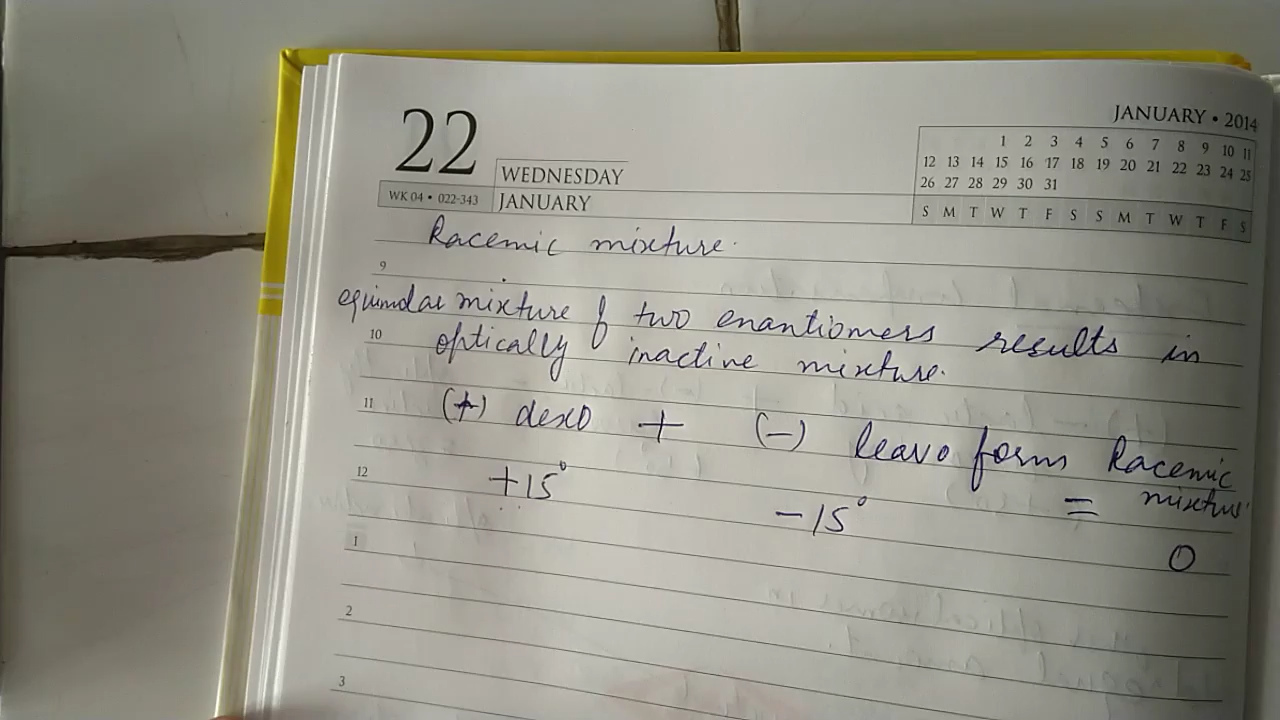 22
WEDNESDAY
WK 04 • 022-343 JANUARY
JANUARY • 2014
1 2 3 4 5 6 7 8 9 10 11
12 13 14 15 16 17 18 19 20 21 22 23 24 25
26 27 28 29 30 31
S M T W T F S S M T W T F S
Racemic mixture.
9
equimolar mixture of two enantiomers results in
10 optically inactive mixture.
11 (+) dexo + (-) leavo form Racemic
mixture
12 +15° -15° = 0
1
2
3